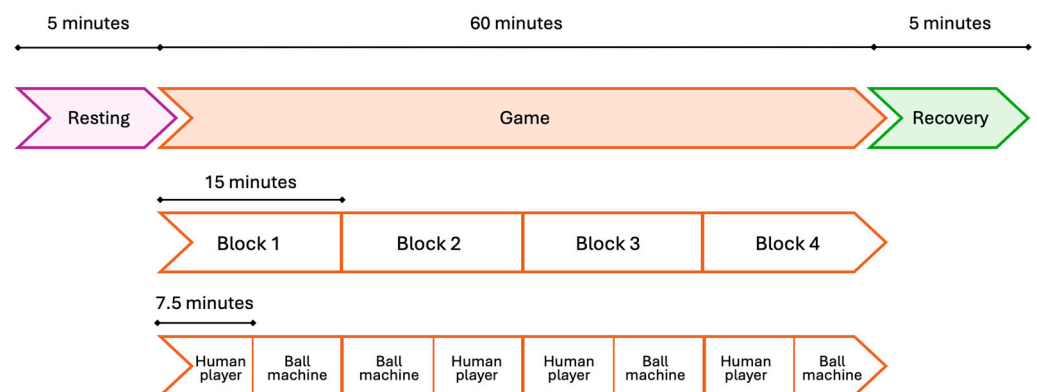 5 minutes 60 minutes 5 minutes
Resting Game Recovery
15 minutes
Block 1 Block 2 Block 3 Block 4
7.5 minutes
Human Ball Ball Human Human Ball Human Ball
player machine machine player player machine player machine